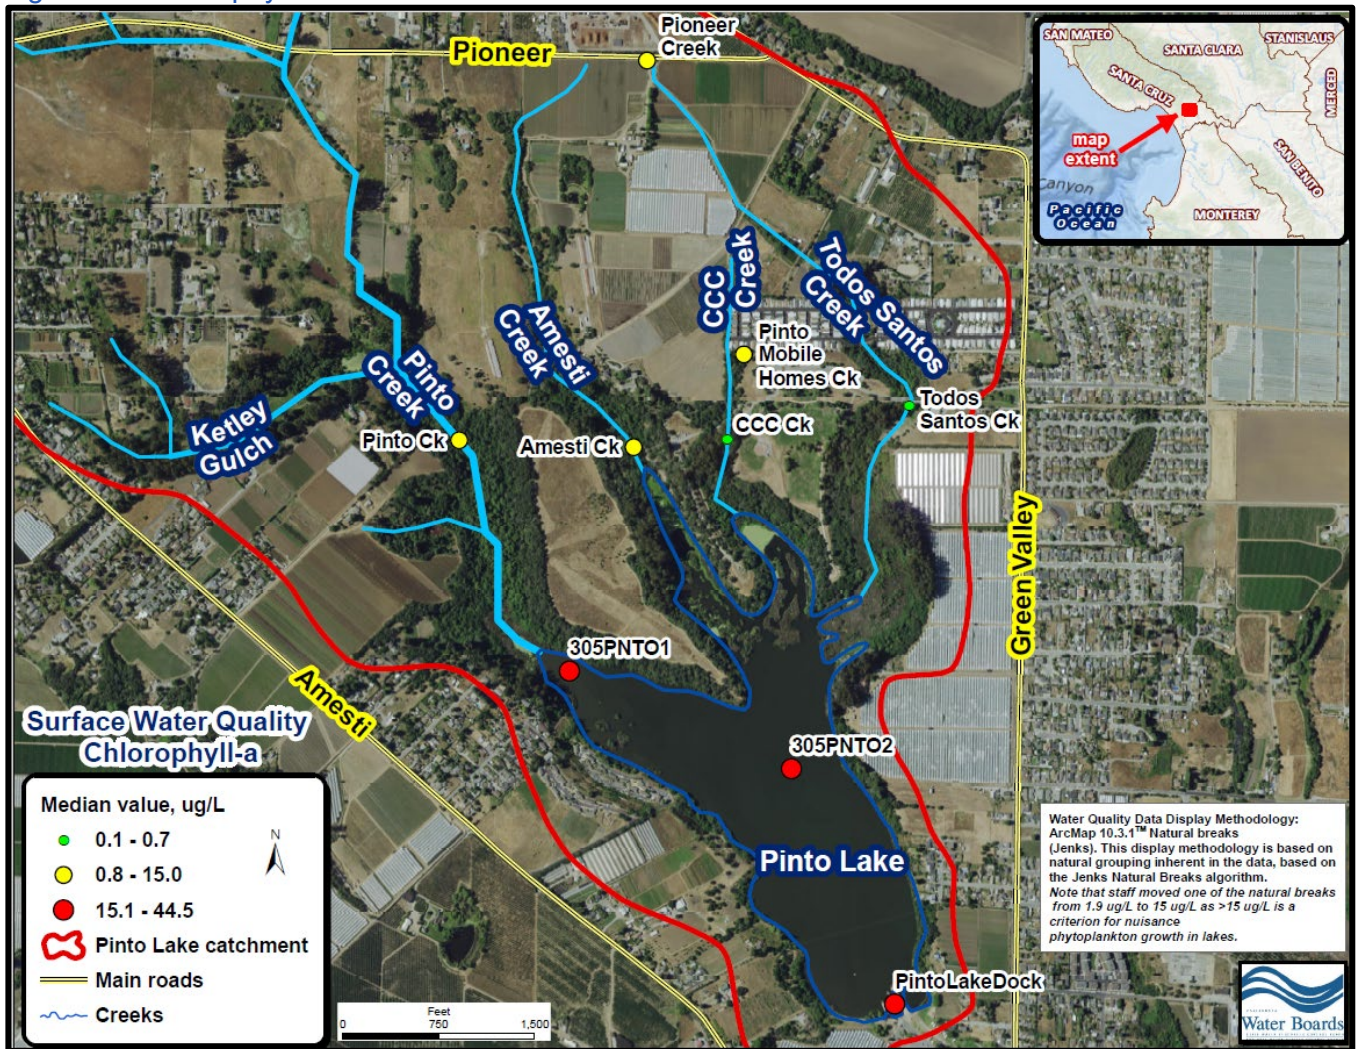 Pioneer
Creek
Pioneer
SAN MATEO
SANTA CLARA
STANISLAUS
SANTA CRUZ
MERCED
map
extent
SAN BENITO
Canyon
Pacific
Ocean
MONTEREY
CCC
Creek
Todos Santos
Creek
Amesti
Creek
Pinto
Mobile
Homes Ck
Pinto
Creek
Ketley
Gulch
Todos
Santos Ck
Pinto Ck
Amesti Ck
CCC Ck
Green Valley
305PNTO1
Amesti
305PNTO2
Pinto Lake
PintoLakeDock
Surface Water Quality
Chlorophyll-a
Median value, ug/L
0.1 - 0.7
N
0.8 - 15.0
15.1 - 44.5
Pinto Lake catchment
Main roads
Creeks
Feet
0 750 1,500
Water Quality Data Display Methodology:
ArcMap 10.3.1™ Natural breaks
(Jenks). This display methodology is based on
natural grouping inherent in the data, based on
the Jenks Natural Breaks algorithm.
Note that staff moved one of the natural breaks
from 1.9 ug/L to 15 ug/L as >15 ug/L is a
criterion for nuisance
phytoplankton growth in lakes.
CALIFORNIA
Water Boards